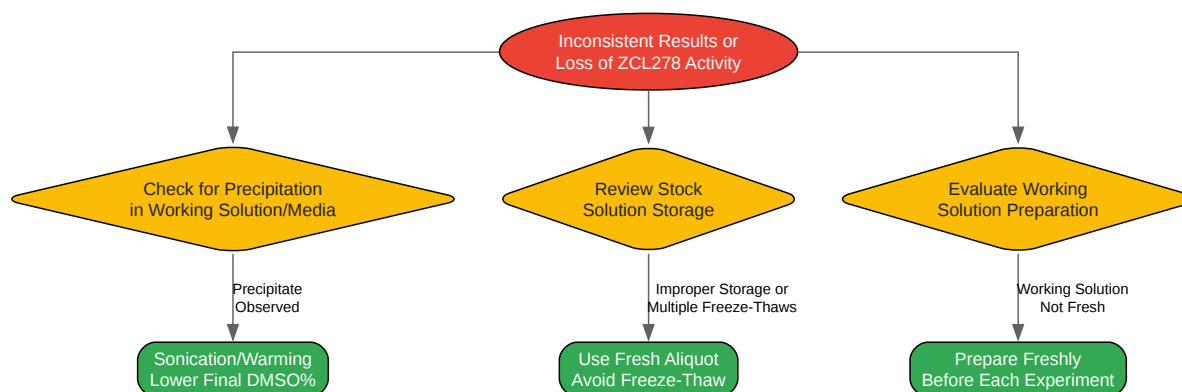 Inconsistent Results or
Loss of ZCL278 Activity
Check for Precipitation
in Working Solution/Media
Review Stock
Solution Storage
Evaluate Working
Solution Preparation
Precipitate
Observed
Improper Storage or
Multiple Freeze-Thaws
Working Solution
Not Fresh
Sonication/Warming
Lower Final DMSO%
Use Fresh Aliquot
Avoid Freeze-Thaw
Prepare Freshly
Before Each Experiment